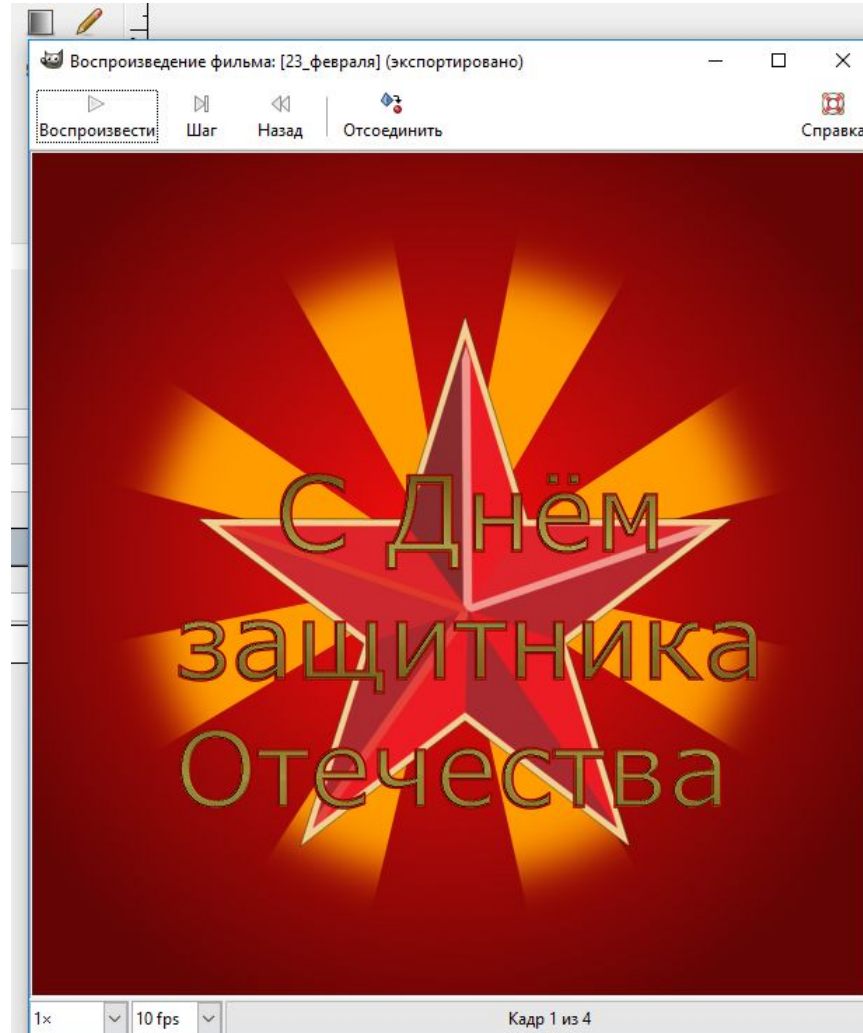 Воспроизведение фильма: [23_февраля] (экспортировано)
Воспроизвести Шаг Назад Отсоединить Справка
С Днём
защитника
Отечества
1× 10 fps Кадр 1 из 4